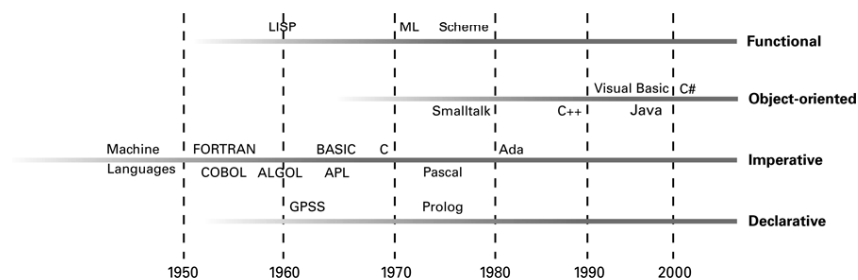 LISP ML Scheme
Functional
Visual Basic C#
Object-oriented
Smalltalk C++ Java
Machine FORTRAN BASIC C Ada
Imperative
Languages COBOL ALGOL APL Pascal
GPSS Prolog
Declarative
1950 1960 1970 1980 1990 2000